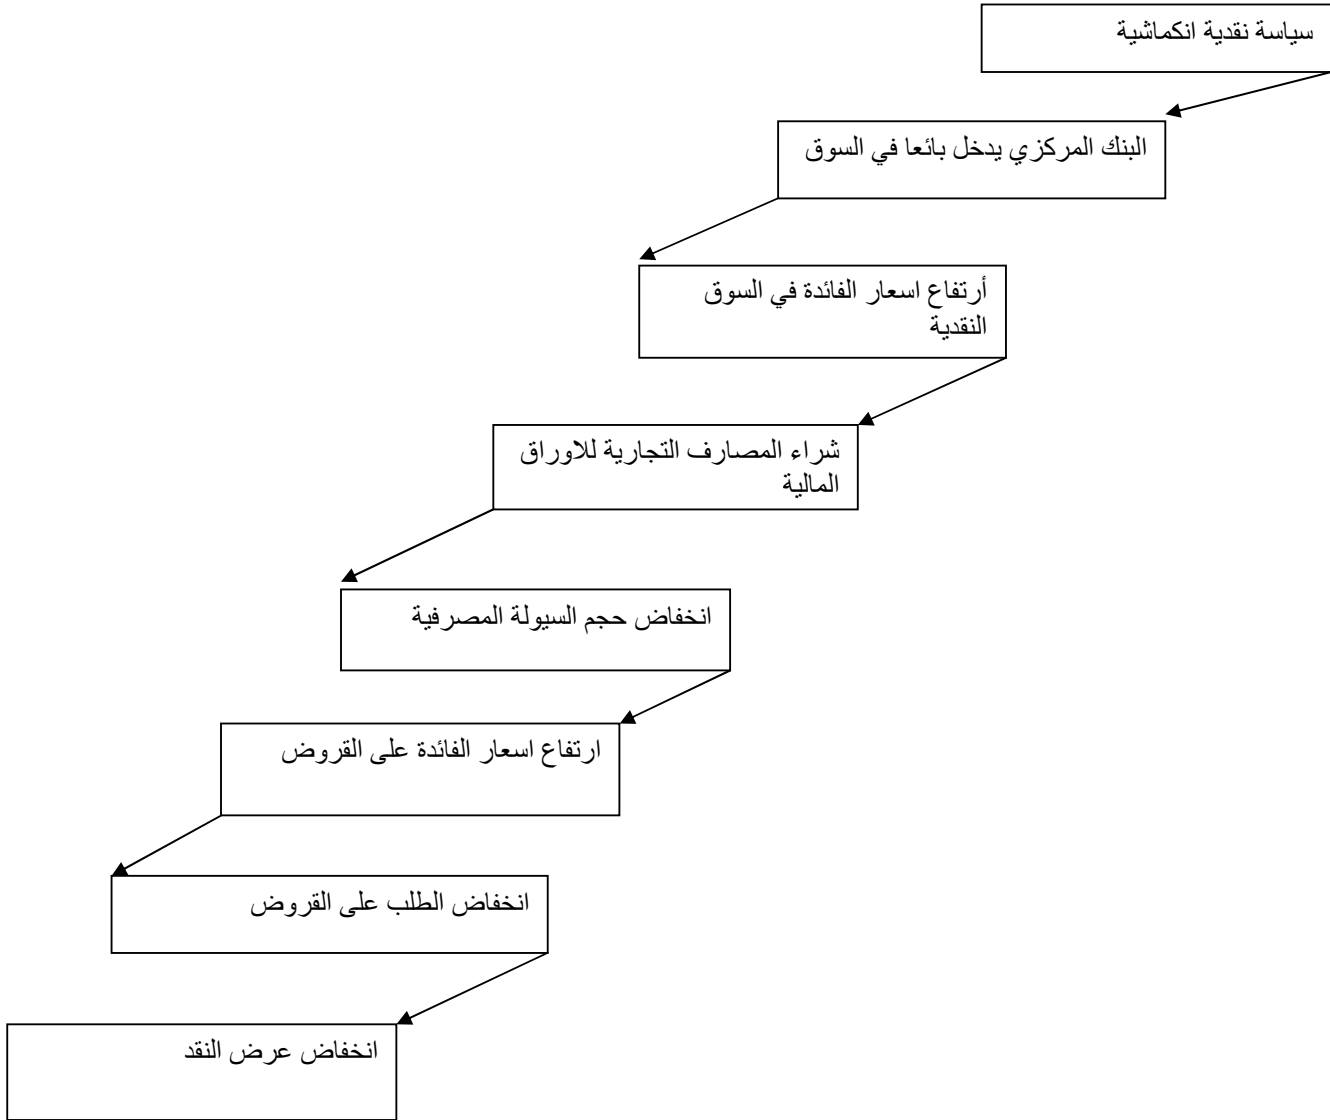 سياسة نقدية انكماشية
البنك المركزي يدخل بائعا في السوق
أرتفاع اسعار الفائدة في السوق
النقدية
شراء المصارف التجارية للاوراق
المالية
انخفاض حجم السيولة المصرفية
ارتفاع اسعار الفائدة على القروض
انخفاض الطلب على القروض
انخفاض عرض النقد